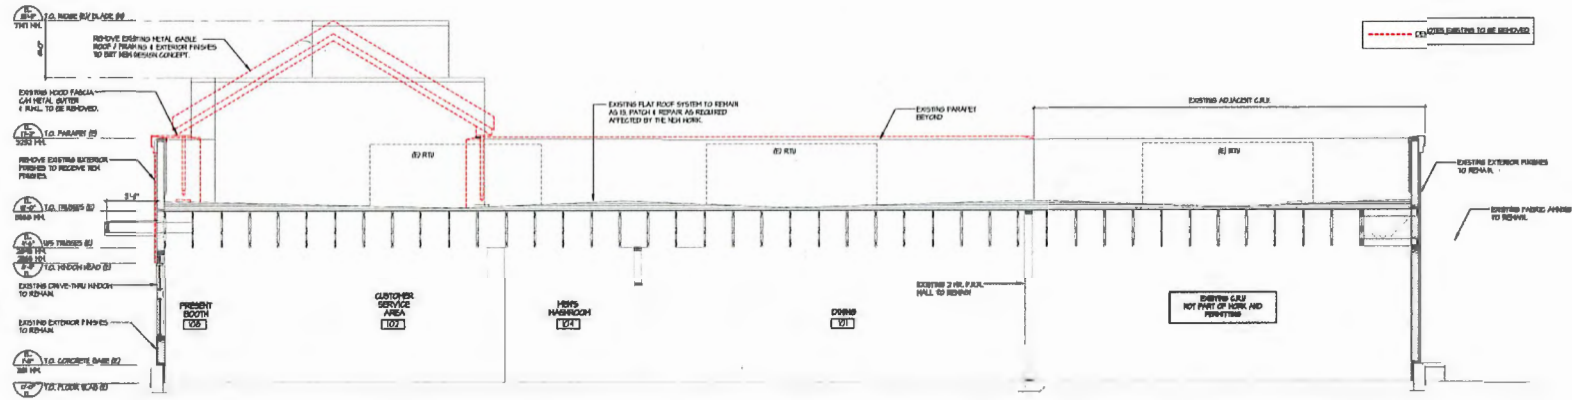 T.O. RIDGE (E)/ BLADE (N)
REMOVE EXISTING METAL GABLE
ROOF / FRAMING & EXTERIOR FINISHES
TO SUIT NEW DESIGN CONCEPT.
EXISTING TO BE REMOVED
EXISTING WOOD FASCIA
C/W METAL GUTTER
& R.W.L. TO BE REMOVED.
T.O. PARAPET (E)
REMOVE EXISTING EXTERIOR
FINISHES TO RECEIVE NEW
FINISHES.
EXISTING FLAT ROOF SYSTEM TO REMAIN
AS IS. PATCH & REPAIR AS REQUIRED
AFFECTED BY THE NEW WORK.
EXISTING PARAPET
BEYOND
EXISTING ADJACENT C.R.U.
(E) RTU
(E) RTU
(E) RTU
EXISTING EXTERIOR FINISHES
TO REMAIN.
T.O. TRUSSES (E)
EXISTING FABRIC AWNING
TO REMAIN.
U/S TRUSSES (E)
T.O. WINDOW HEAD (E)
EXISTING DRIVE-THRU WINDOW
TO REMAIN.
EXISTING EXTERIOR FINISHES
TO REMAIN.
PRESENT
BOOTH
CUSTOMER
SERVICE
AREA
102
MEN'S
WASHROOM
104
DINING
101
EXISTING 2 HR. F.R.R.
WALL TO REMAIN
EXISTING C.R.U
NOT PART OF WORK AND
PERMITTING
T.O. CONCRETE BASE (E)
T.O. FLOOR SLAB (E)